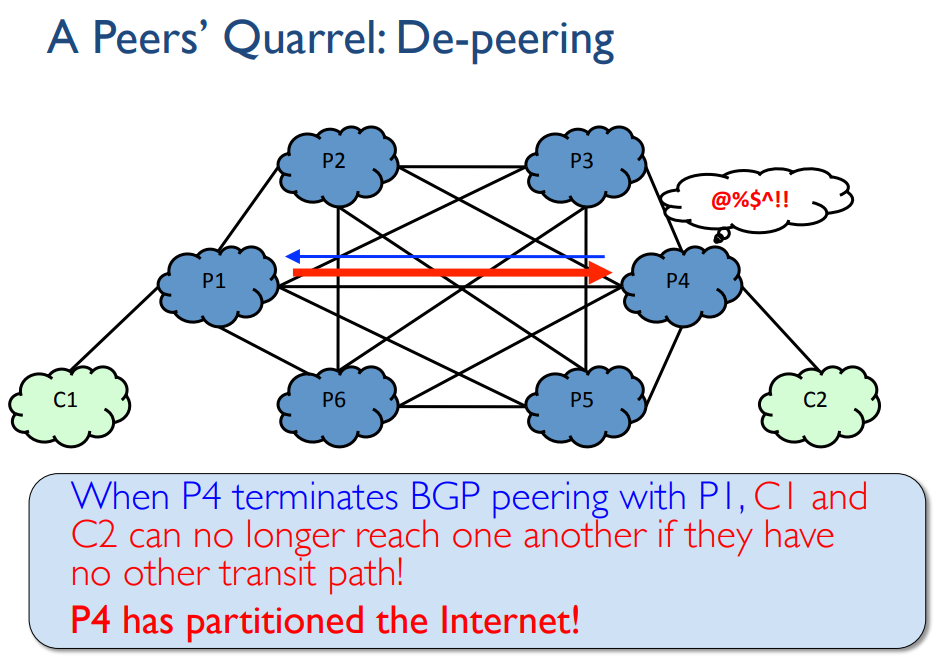 A Peers’ Quarrel: De-peering
P2
P3
@%$^!!
P1
P4
C1
P6
P5
C2
When P4 terminates BGP peering with P1, C1 and
C2 can no longer reach one another if they have
no other transit path!
P4 has partitioned the Internet!